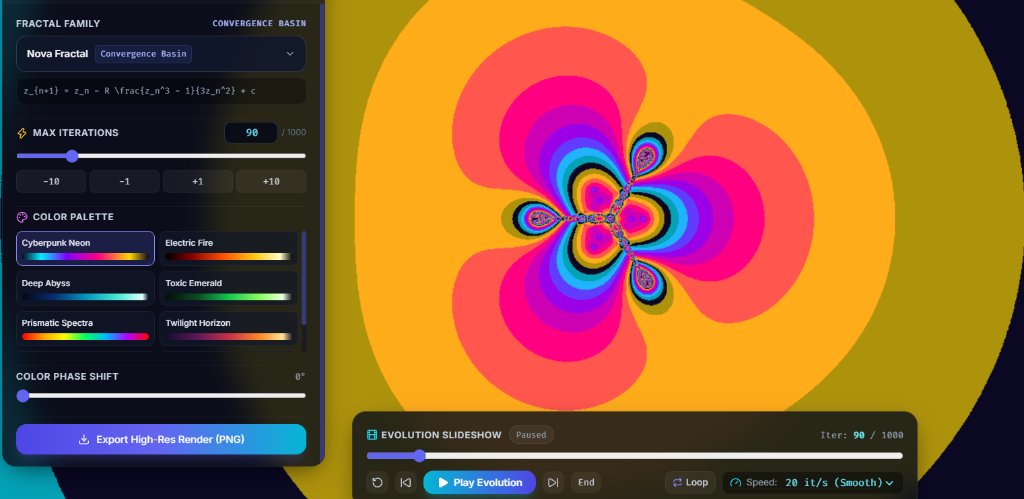 FRACTAL FAMILY CONVERGENCE BASIN
Nova Fractal Convergence Basin
z_{n+1} = z_n - R \frac{z_n^3 - 1}{3z_n^2} + c
MAX ITERATIONS 90 / 1000
-10 -1 +1 +10
COLOR PALETTE
Cyberpunk Neon Electric Fire
Deep Abyss Toxic Emerald
Prismatic Spectra Twilight Horizon
COLOR PHASE SHIFT 0°
Export High-Res Render (PNG)
EVOLUTION SLIDESHOW Paused Iter: 90 / 1000
Play Evolution End Loop Speed: 20 it/s (Smooth)